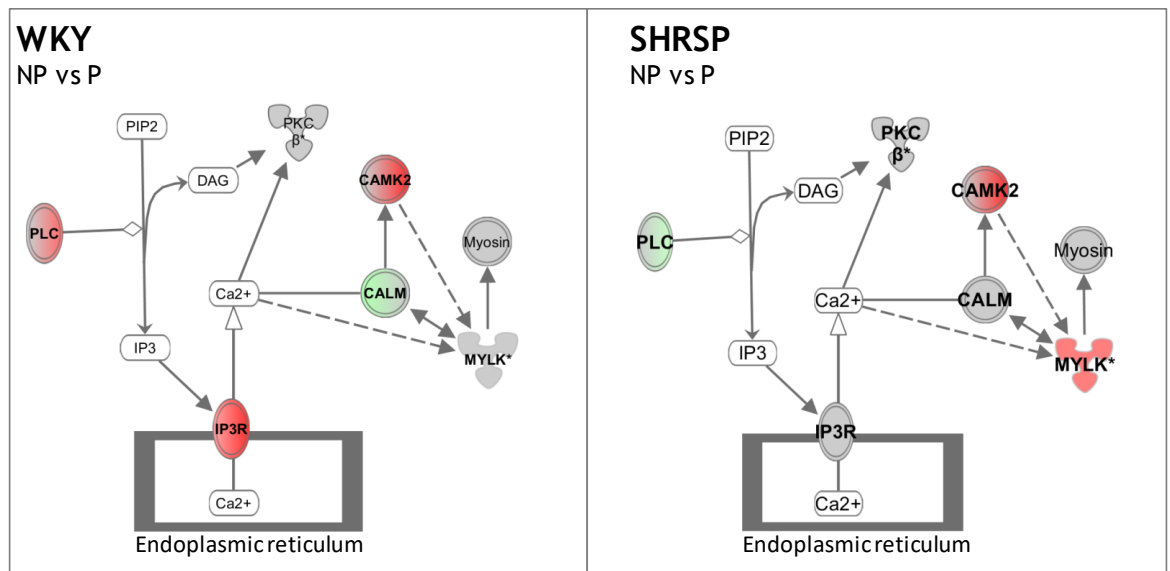 WKY
NP vs P
PIP2
PKC
β*
DAG
CAMK2
PLC
Myosin
Ca2+
CALM
IP3
MYLK*
IP3R
Ca2+
Endoplasmic reticulum
SHRSP
NP vs P
PIP2
PKC
β*
DAG
CAMK2
PLC
Myosin
Ca2+
CALM
IP3
MYLK*
IP3R
Ca2+
Endoplasmic reticulum